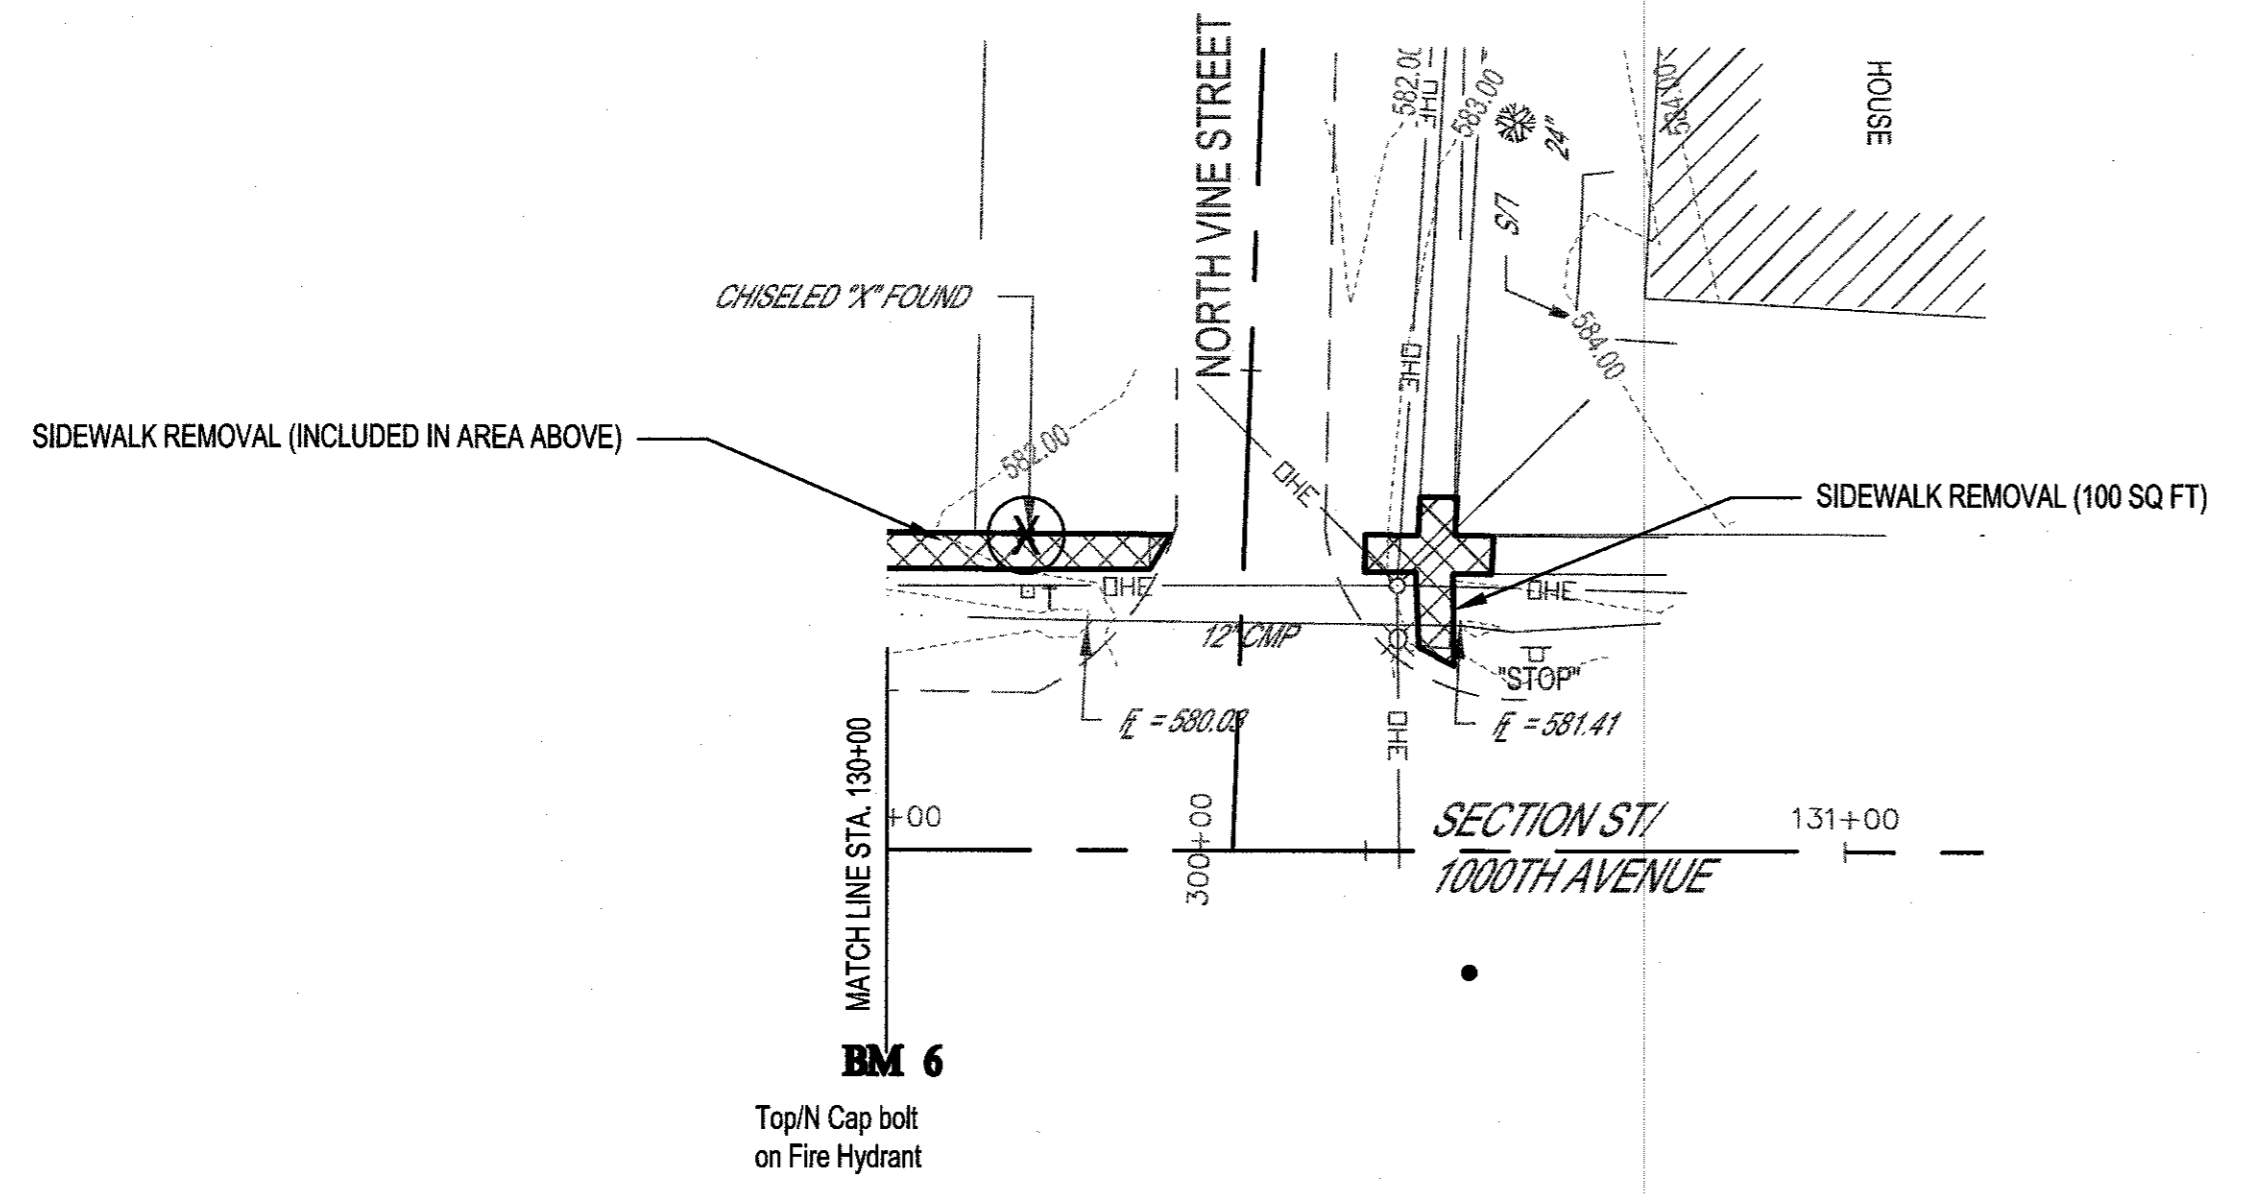 NORTH VINE STREET
582.00
OHE
583.00
24"
S/T
584.00
HOUSE
CHISELED "X" FOUND
584.00
OHE
SIDEWALK REMOVAL (INCLUDED IN AREA ABOVE)
582.00
OHE
SIDEWALK REMOVAL (100 SQ FT)
X
OHE
OHE
12" CMP
"STOP"
FL = 580.03
OHE
FL = 581.41
MATCH LINE STA. 130+00
+00
300+00
SECTION ST/
1000TH AVENUE
131+00
BM 6
Top/N Cap bolt
on Fire Hydrant